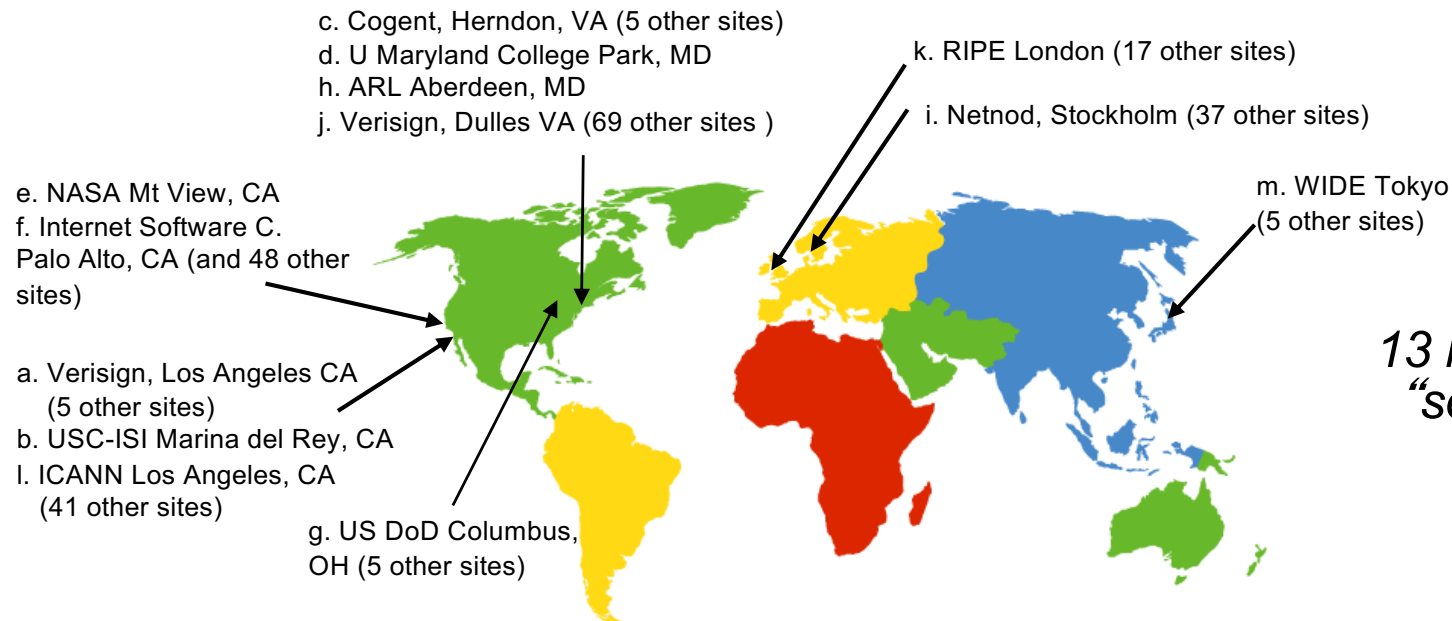 c. Cogent, Herndon, VA (5 other sites)
d. U Maryland College Park, MD
h. ARL Aberdeen, MD
j. Verisign, Dulles VA (69 other sites )
k. RIPE London (17 other sites)
i. Netnod, Stockholm (37 other sites)
m. WIDE Tokyo
(5 other sites)
e. NASA Mt View, CA
f. Internet Software C.
Palo Alto, CA (and 48 other
sites)
a. Verisign, Los Angeles CA
(5 other sites)
b. USC-ISI Marina del Rey, CA
l. ICANN Los Angeles, CA
(41 other sites)
g. US DoD Columbus,
OH (5 other sites)
13